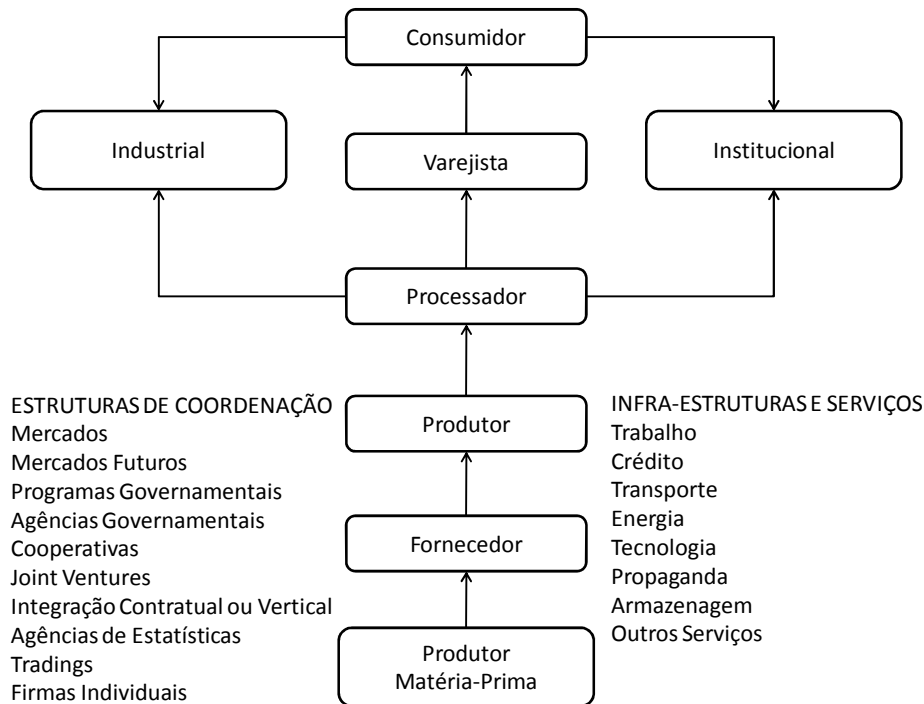 Consumidor
Industrial
Varejista
Institucional
Processador
ESTRUTURAS DE COORDENAÇÃO
Mercados
Mercados Futuros
Programas Governamentais
Agências Governamentais
Cooperativas
Joint Ventures
Integração Contratual ou Vertical
Agências de Estatísticas
Tradings
Firmas Individuais
Produtor
Fornecedor
Produtor
Matéria-Prima
INFRA-ESTRUTURAS E SERVIÇOS
Trabalho
Crédito
Transporte
Energia
Tecnologia
Propaganda
Armazenagem
Outros Serviços